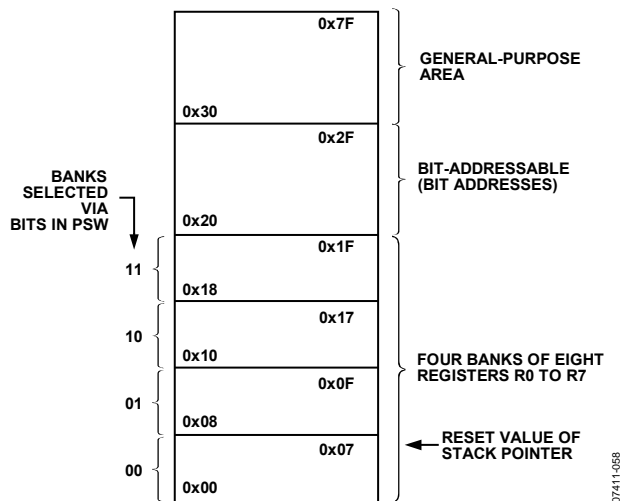 0x7F
GENERAL-PURPOSE
AREA
0x30
0x2F
BIT-ADDRESSABLE
(BIT ADDRESSES)
BANKS
SELECTED
VIA
BITS IN PSW
0x20
0x1F
11
0x18
0x17
10
0x10
FOUR BANKS OF EIGHT
REGISTERS R0 TO R7
0x0F
01
0x08
RESET VALUE OF
STACK POINTER
0x07
00
0x00
07411-058